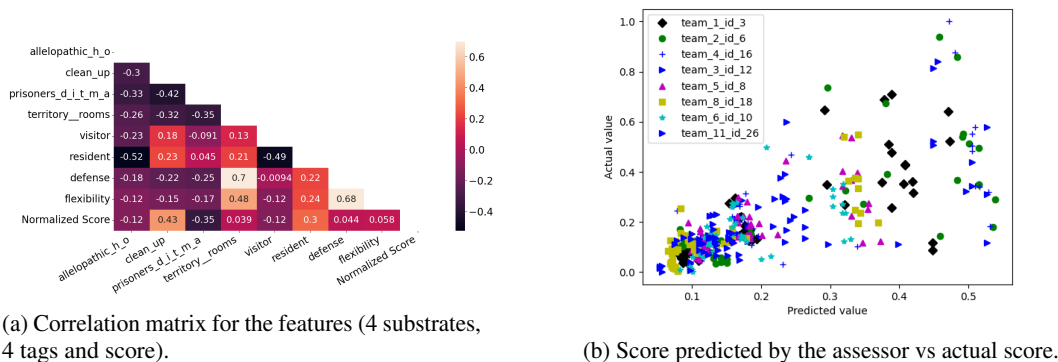 allelopathic_h_o
clean_up
-0.3
prisoners_d_i_t_m_a
-0.33 -0.42
territory__rooms
-0.26 -0.32 -0.35
visitor
-0.23 0.18 -0.091 0.13
resident
-0.52 0.23 0.045 0.21 -0.49
defense
-0.18 -0.22 -0.25 0.7 -0.0094 0.22
flexibility
-0.12 -0.15 -0.17 0.48 -0.12 0.24 0.68
Normalized Score
-0.12 0.43 -0.35 0.039 -0.12 0.3 0.044 0.058
allelopathic_h_o
clean_up
prisoners_d_i_t_m_a
territory__rooms
visitor
resident
defense
flexibility
Normalized Score
0.6
0.4
0.2
0.0
-0.2
-0.4
(a) Correlation matrix for the features (4 substrates,
4 tags and score).
Actual value
1.0
0.8
0.6
0.4
0.2
0.0
team_1_id_3
team_2_id_6
team_4_id_16
team_3_id_12
team_5_id_8
team_8_id_18
team_6_id_10
team_11_id_26
0.1 0.2 0.3 0.4 0.5
Predicted value
(b) Score predicted by the assessor vs actual score.